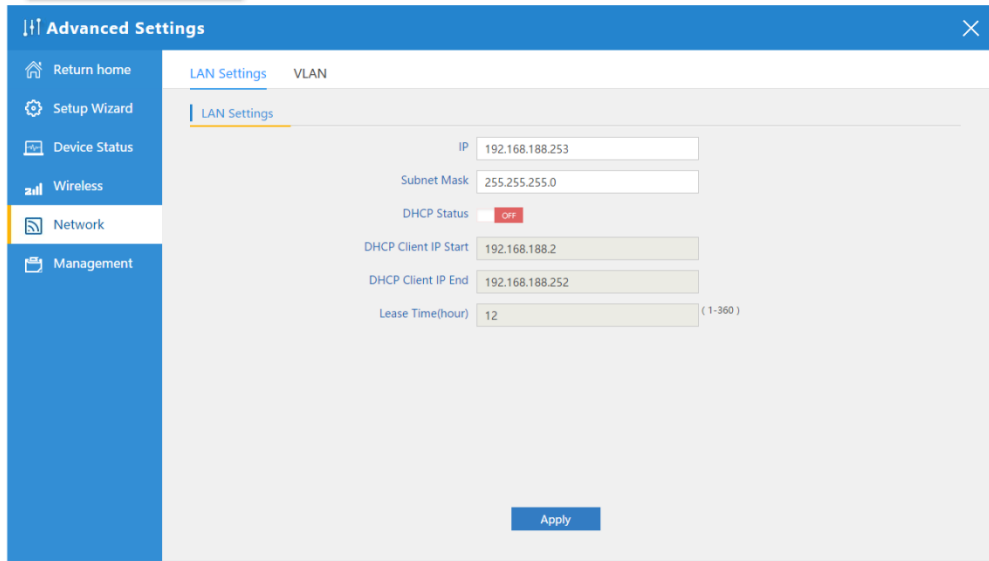 Advanced Settings
Return home
Setup Wizard
Device Status
Wireless
Network
Management
LAN Settings VLAN
LAN Settings
IP 192.168.188.253
Subnet Mask 255.255.255.0
DHCP Status OFF
DHCP Client IP Start 192.168.188.2
DHCP Client IP End 192.168.188.252
Lease Time(hour) 12 ( 1-360 )
Apply